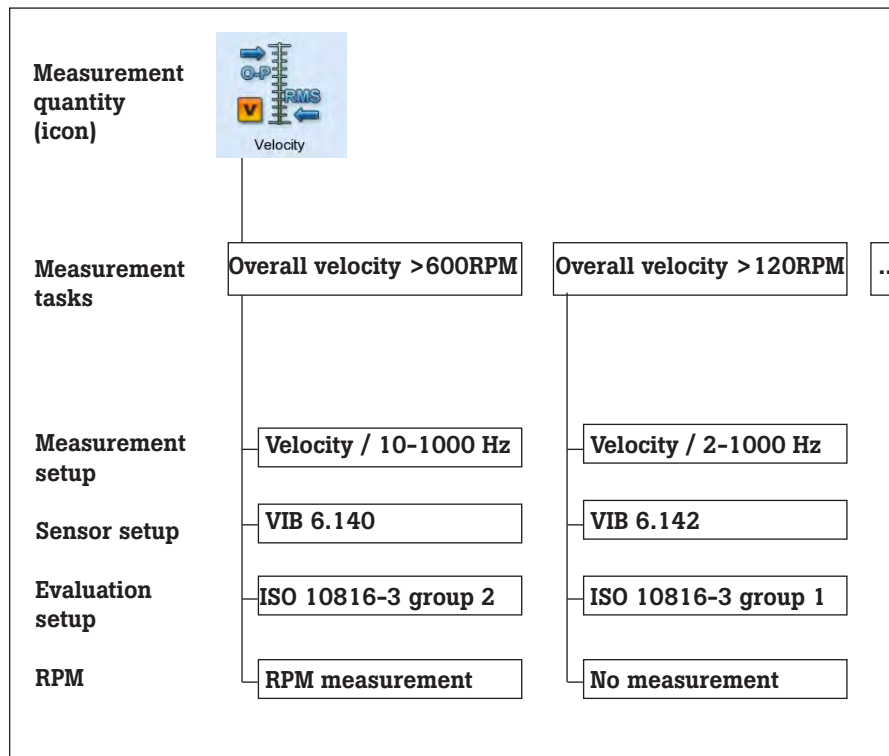 Measurement
quantity
(icon)
O-P
RMS
V
Velocity
Measurement
tasks
Overall velocity >600RPM
Overall velocity >120RPM
..
Measurement
setup
Velocity / 10-1000 Hz
Velocity / 2-1000 Hz
Sensor setup
VIB 6.140
VIB 6.142
Evaluation
setup
ISO 10816-3 group 2
ISO 10816-3 group 1
RPM
RPM measurement
No measurement